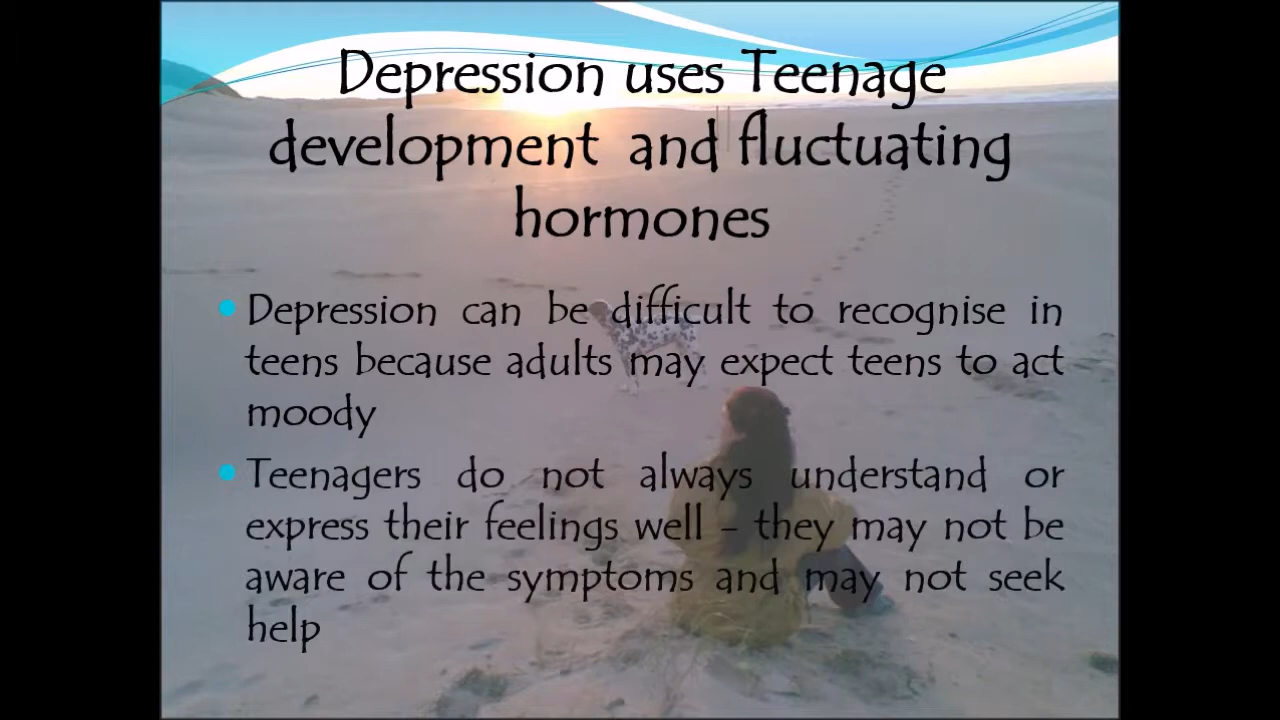 Depression uses Teenage
development and fluctuating
hormones
Depression can be difficult to recognise in
teens because adults may expect teens to act
moody
Teenagers do not always understand or
express their feelings well - they may not be
aware of the symptoms and may not seek
help